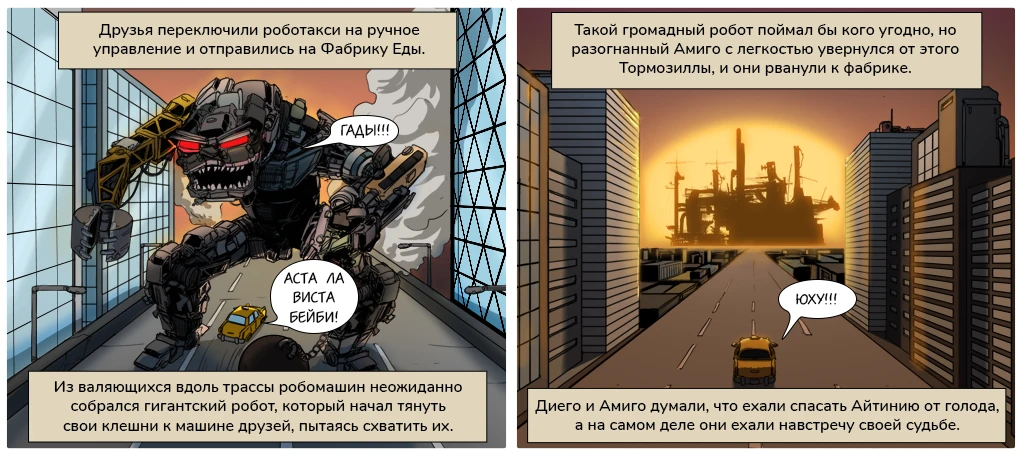 Друзья переключили роботакси на ручное
управление и отправились на Фабрику Еды.
ГАДЫ!!!
АСТА ЛА
ВИСТА
БЕЙБИ!
Из валяющихся вдоль трассы робомашин неожиданно
собрался гигантский робот, который начал тянуть
свои клешни к машине друзей, пытаясь схватить их.
Такой громадный робот поймал бы кого угодно, но
разогнанный Амиго с легкостью увернулся от этого
Тормозиллы, и они рванули к фабрике.
ЮХУ!!!
Диего и Амиго думали, что ехали спасать Айтинию от голода,
а на самом деле они ехали навстречу своей судьбе.